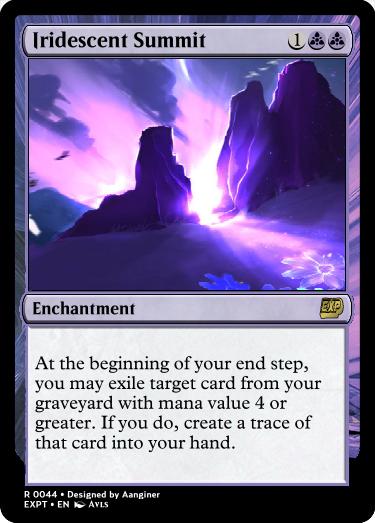 Iridescent Summit 1
Enchantment
EXP
At the beginning of your end step,
you may exile target card from your
graveyard with mana value 4 or
greater. If you do, create a trace of
that card into your hand.
R 0044 • Designed by Aanginer
EXPT • EN AVLS